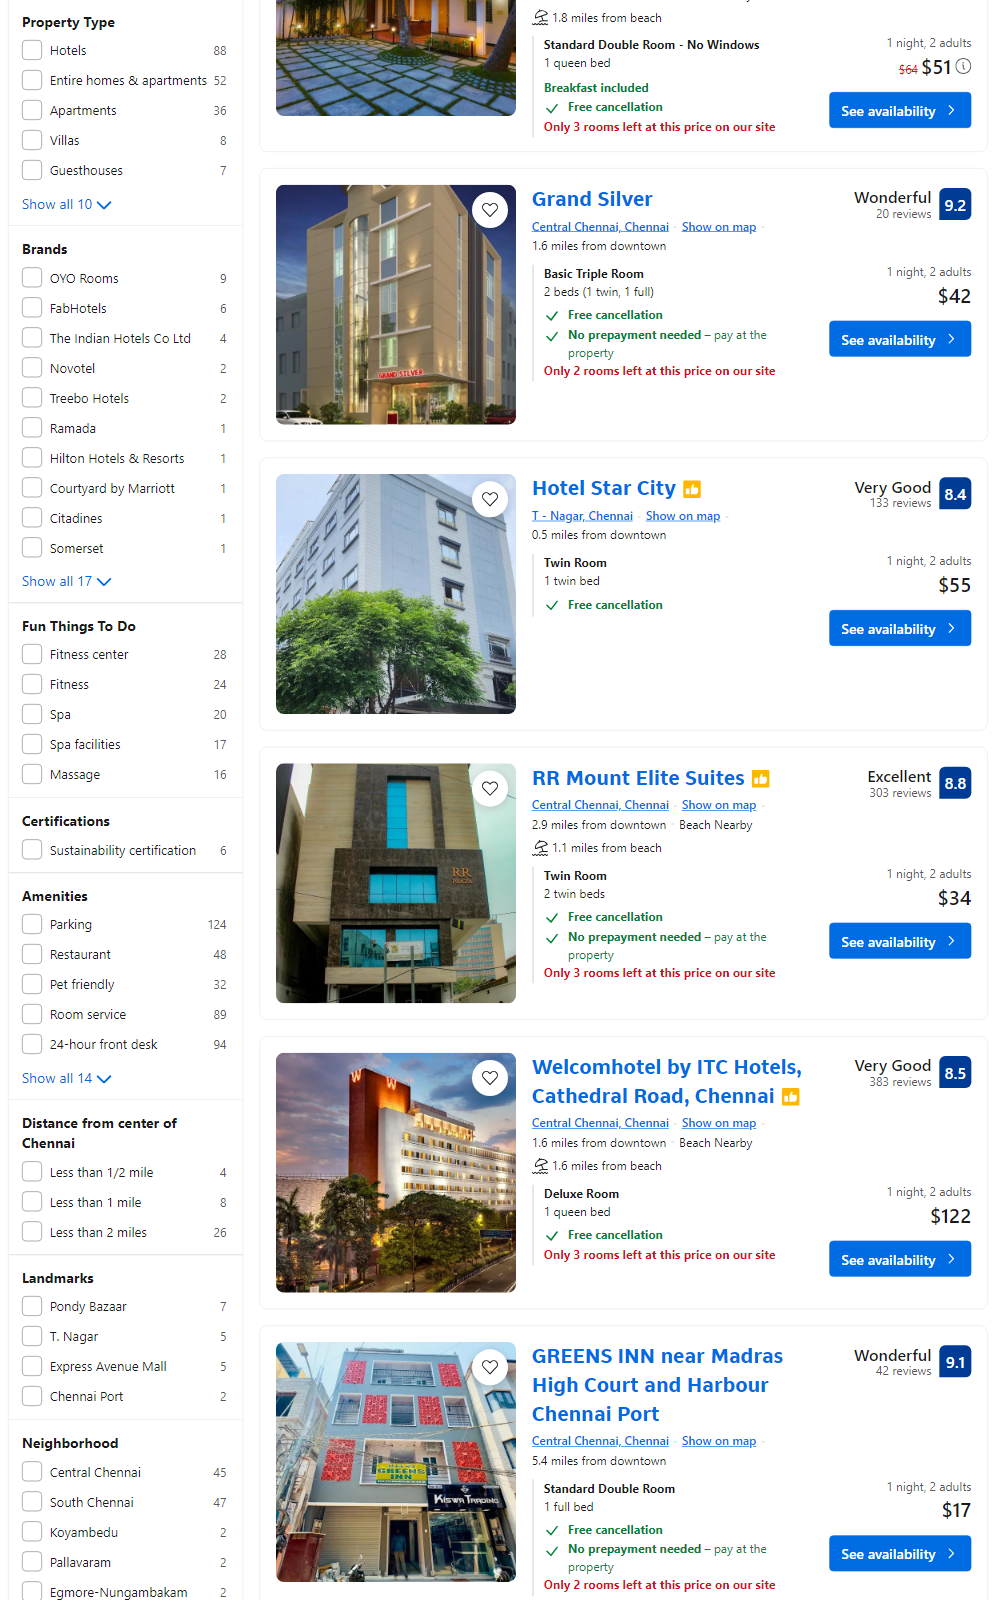 Property Type
Hotels 88
Entire homes & apartments 52
Apartments 36
Villas 8
Guesthouses 7
Show all 10
Brands
OYO Rooms 9
FabHotels 6
The Indian Hotels Co Ltd 4
Novotel 2
Treebo Hotels 2
Ramada 1
Hilton Hotels & Resorts 1
Courtyard by Marriott 1
Citadines 1
Somerset 1
Show all 17
Fun Things To Do
Fitness center 28
Fitness 24
Spa 20
Spa facilities 17
Massage 16
Certifications
Sustainability certification 6
Amenities
Parking 124
Restaurant 48
Pet friendly 32
Room service 89
24-hour front desk 94
Show all 14
Distance from center of
Chennai
Less than 1/2 mile 4
Less than 1 mile 8
Less than 2 miles 26
Landmarks
Pondy Bazaar 7
T. Nagar 5
Express Avenue Mall 5
Chennai Port 2
Neighborhood
Central Chennai 45
South Chennai 47
Koyambedu 2
Pallavaram 2
Egmore-Nungambakam 2
1.8 miles from beach
Standard Double Room - No Windows
1 queen bed
Breakfast included
Free cancellation
Only 3 rooms left at this price on our site
1 night, 2 adults
$64 $51
See availability
GRAND SILVER
Grand Silver
Central Chennai, Chennai · Show on map ·
1.6 miles from downtown
Wonderful
20 reviews
9.2
Basic Triple Room
2 beds (1 twin, 1 full)
Free cancellation
No prepayment needed – pay at the
property
Only 2 rooms left at this price on our site
1 night, 2 adults
$42
See availability
Hotel Star City
T - Nagar, Chennai · Show on map ·
0.5 miles from downtown
Very Good
133 reviews
8.4
Twin Room
1 twin bed
Free cancellation
1 night, 2 adults
$55
See availability
RR
RR Mount Elite Suites
Central Chennai, Chennai · Show on map ·
2.9 miles from downtown · Beach Nearby
1.1 miles from beach
Excellent
303 reviews
8.8
Twin Room
2 twin beds
Free cancellation
No prepayment needed – pay at the
property
Only 3 rooms left at this price on our site
1 night, 2 adults
$34
See availability
W W
Welcomhotel by ITC Hotels,
Cathedral Road, Chennai
Central Chennai, Chennai · Show on map ·
1.6 miles from downtown · Beach Nearby
1.6 miles from beach
Very Good
383 reviews
8.5
Deluxe Room
1 queen bed
Free cancellation
Only 3 rooms left at this price on our site
1 night, 2 adults
$122
See availability
GREENS
INN
KISWA TRADING
GREENS INN near Madras
High Court and Harbour
Chennai Port
Central Chennai, Chennai · Show on map ·
5.4 miles from downtown
Wonderful
42 reviews
9.1
Standard Double Room
1 full bed
Free cancellation
No prepayment needed – pay at the
property
Only 2 rooms left at this price on our site
1 night, 2 adults
$17
See availability